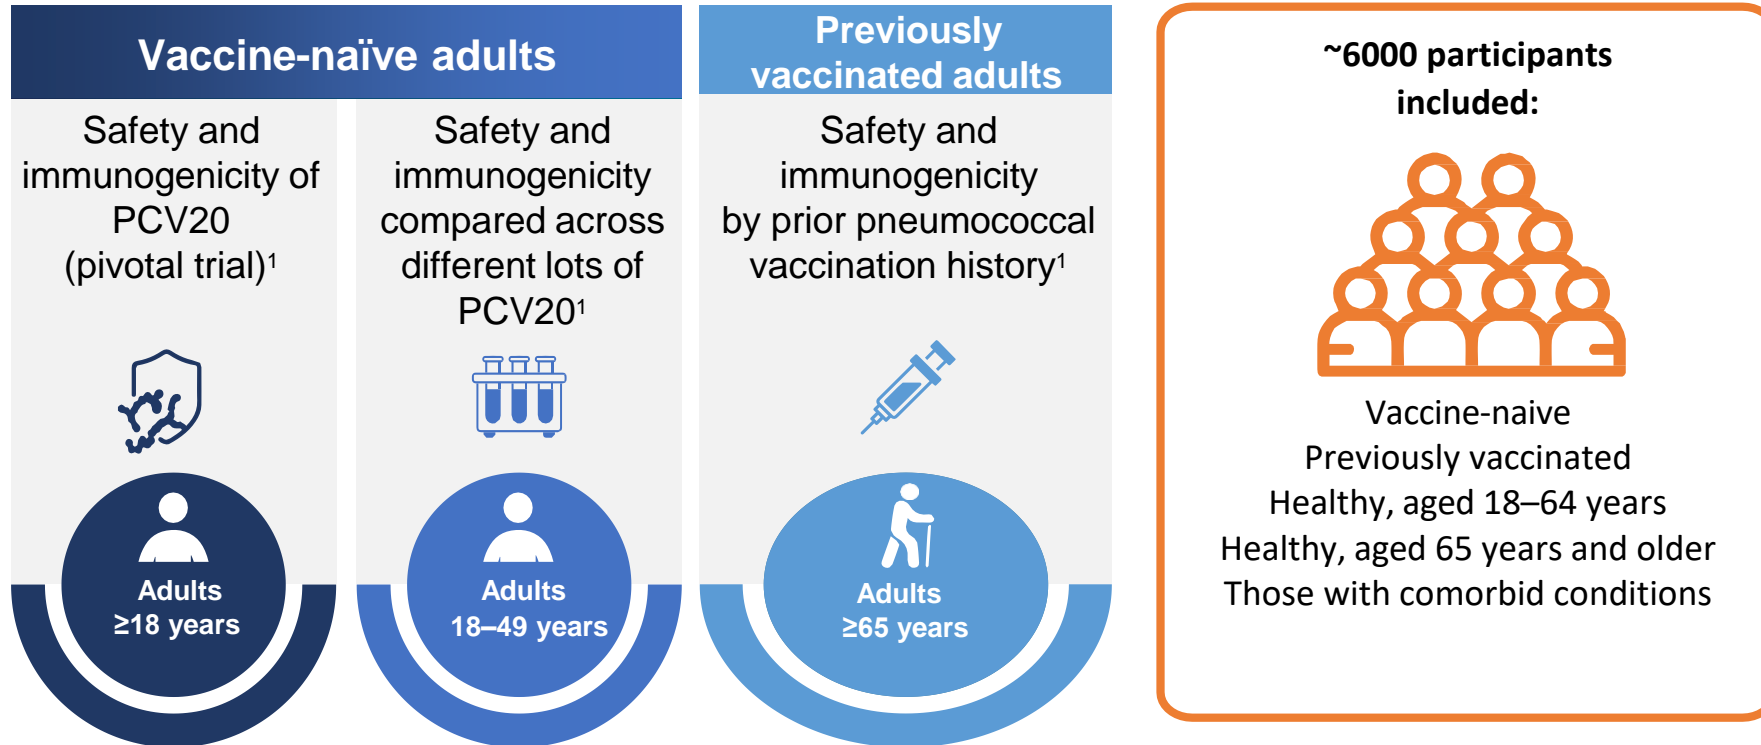 Vaccine-naïve adults
Safety and
immunogenicity of
PCV20
(pivotal trial)¹
Adults
≥18 years
Safety and
immunogenicity
compared across
different lots of
PCV20¹
Adults
18–49 years
Previously
vaccinated adults
Safety and
immunogenicity
by prior pneumococcal
vaccination history¹
Adults
≥65 years
~6000 participants
included:
Vaccine-naive
Previously vaccinated
Healthy, aged 18–64 years
Healthy, aged 65 years and older
Those with comorbid conditions